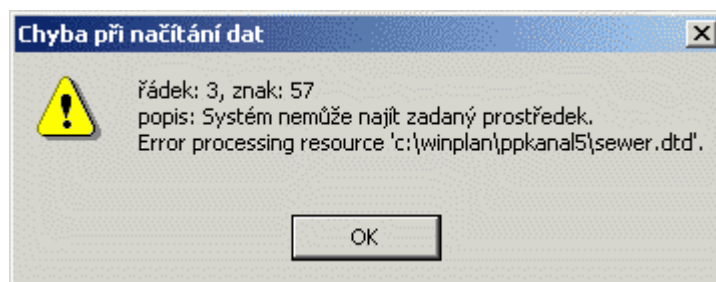 Chyba při načítání dat
řádek: 3, znak: 57
popis: Systém nemůže najít zadaný prostředek.
Error processing resource 'c:\winplan\ppkanal5\sewer.dtd'.
OK